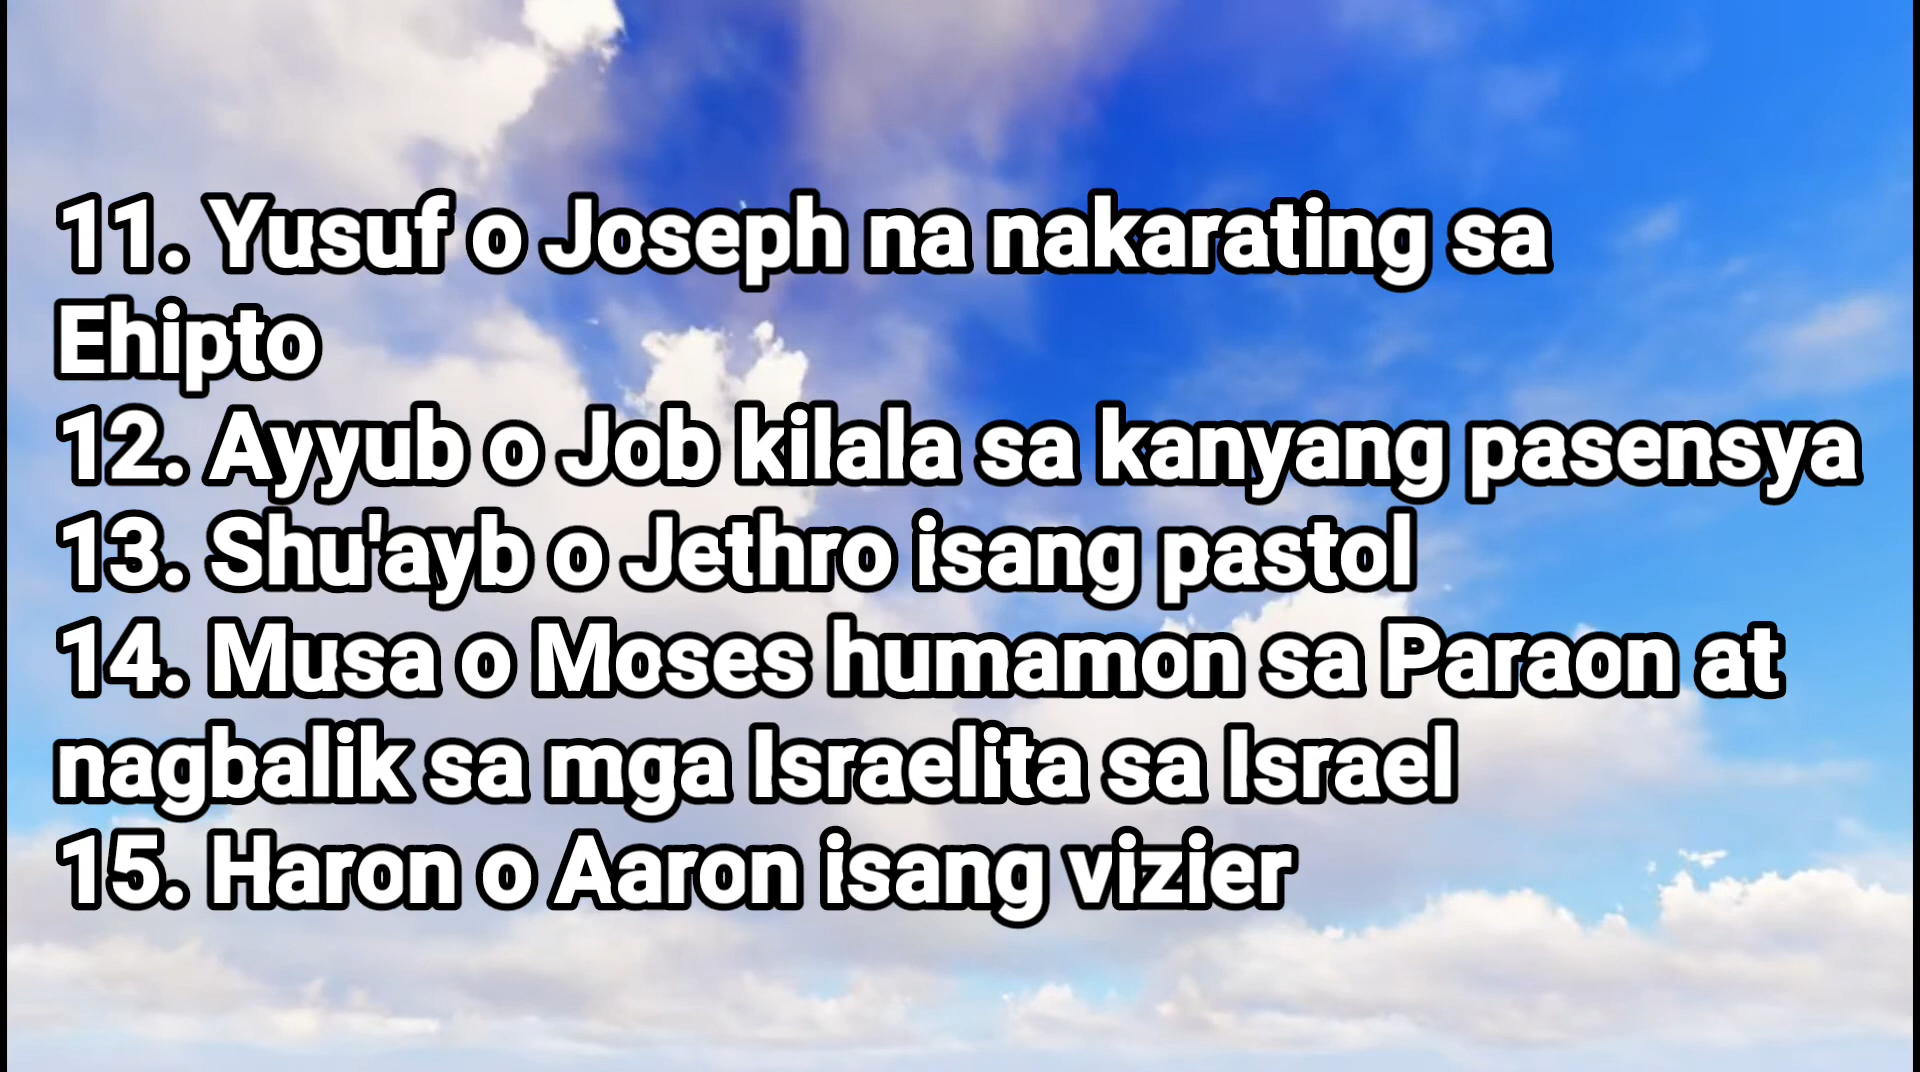 11. Yusuf o Joseph na nakarating sa
Ehipto
12. Ayyub o Job kilala sa kanyang pasensya
13. Shu'ayb o Jethro isang pastol
14. Musa o Moses humamon sa Paraon at
nagbalik sa mga Israelita sa Israel
15. Haron o Aaron isang vizier